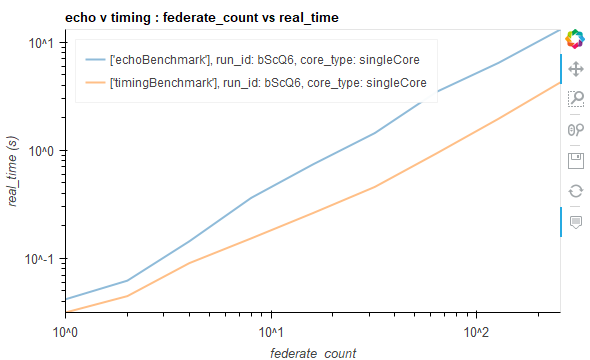 echo v timing : federate_count vs real_time
['echoBenchmark'], run_id: bScQ6, core_type: singleCore
['timingBenchmark'], run_id: bScQ6, core_type: singleCore
real_time (s)
10^1
10^0
10^-1
10^0
10^1
10^2
federate_count